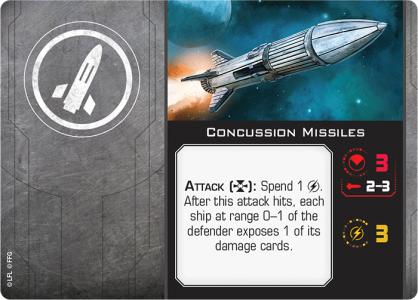 CONCUSSION MISSILES
ATTACK ( ): Spend 1 .
After this attack hits, each
ship at range 0–1 of the
defender exposes 1 of its
damage cards.
3
2–3
3
© LFL © FFG